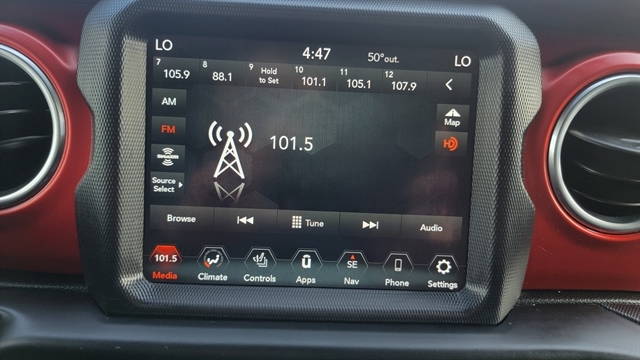 LO 4:47 50° out. LO
7 8 9 Hold to Set 10 11 12
105.9 88.1 101.1 105.1 107.9
AM
Map
FM
HD
101.5
SiriusXM
Source
Select
Browse Tune Audio
101.5 SE
Media Climate Controls Apps Nav Phone Settings